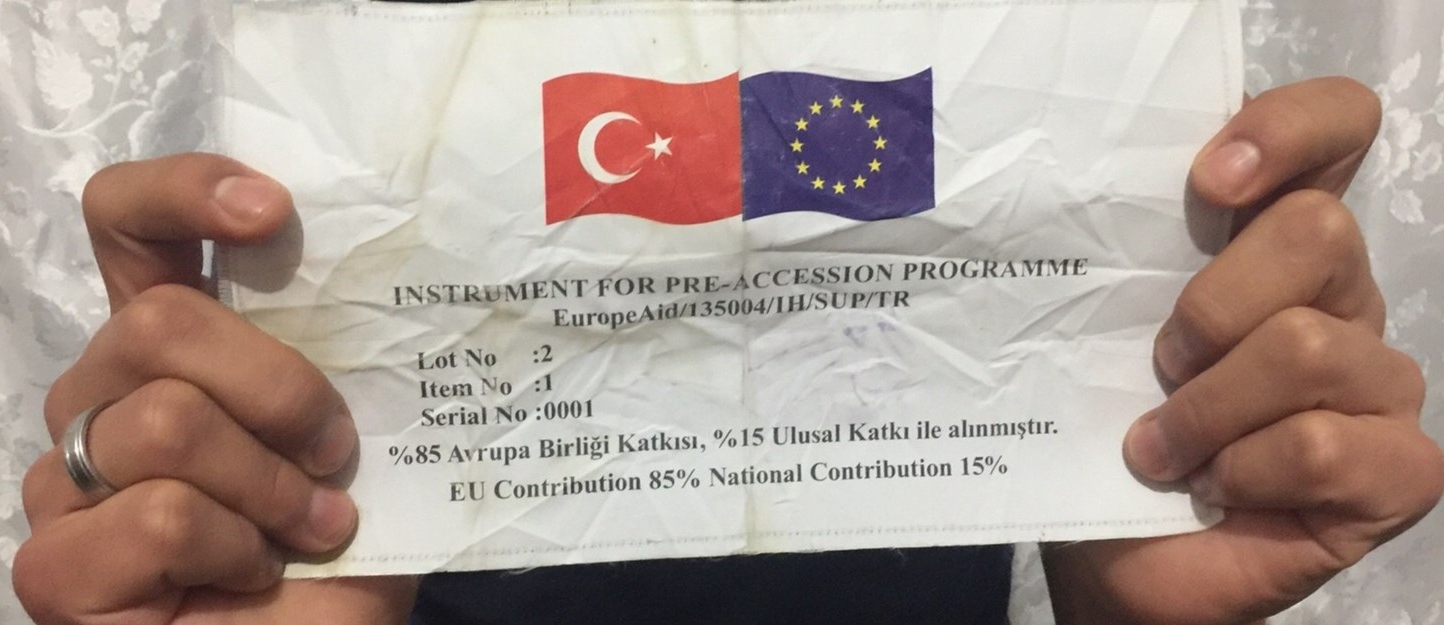 INSTRUMENT FOR PRE-ACCESSION PROGRAMME
EuropeAid/135004/IH/SUP/TR
Lot No :2
Item No :1
Serial No :0001
%85 Avrupa Birliği Katkısı, %15 Ulusal Katkı ile alınmıştır.
EU Contribution 85% National Contribution 15%